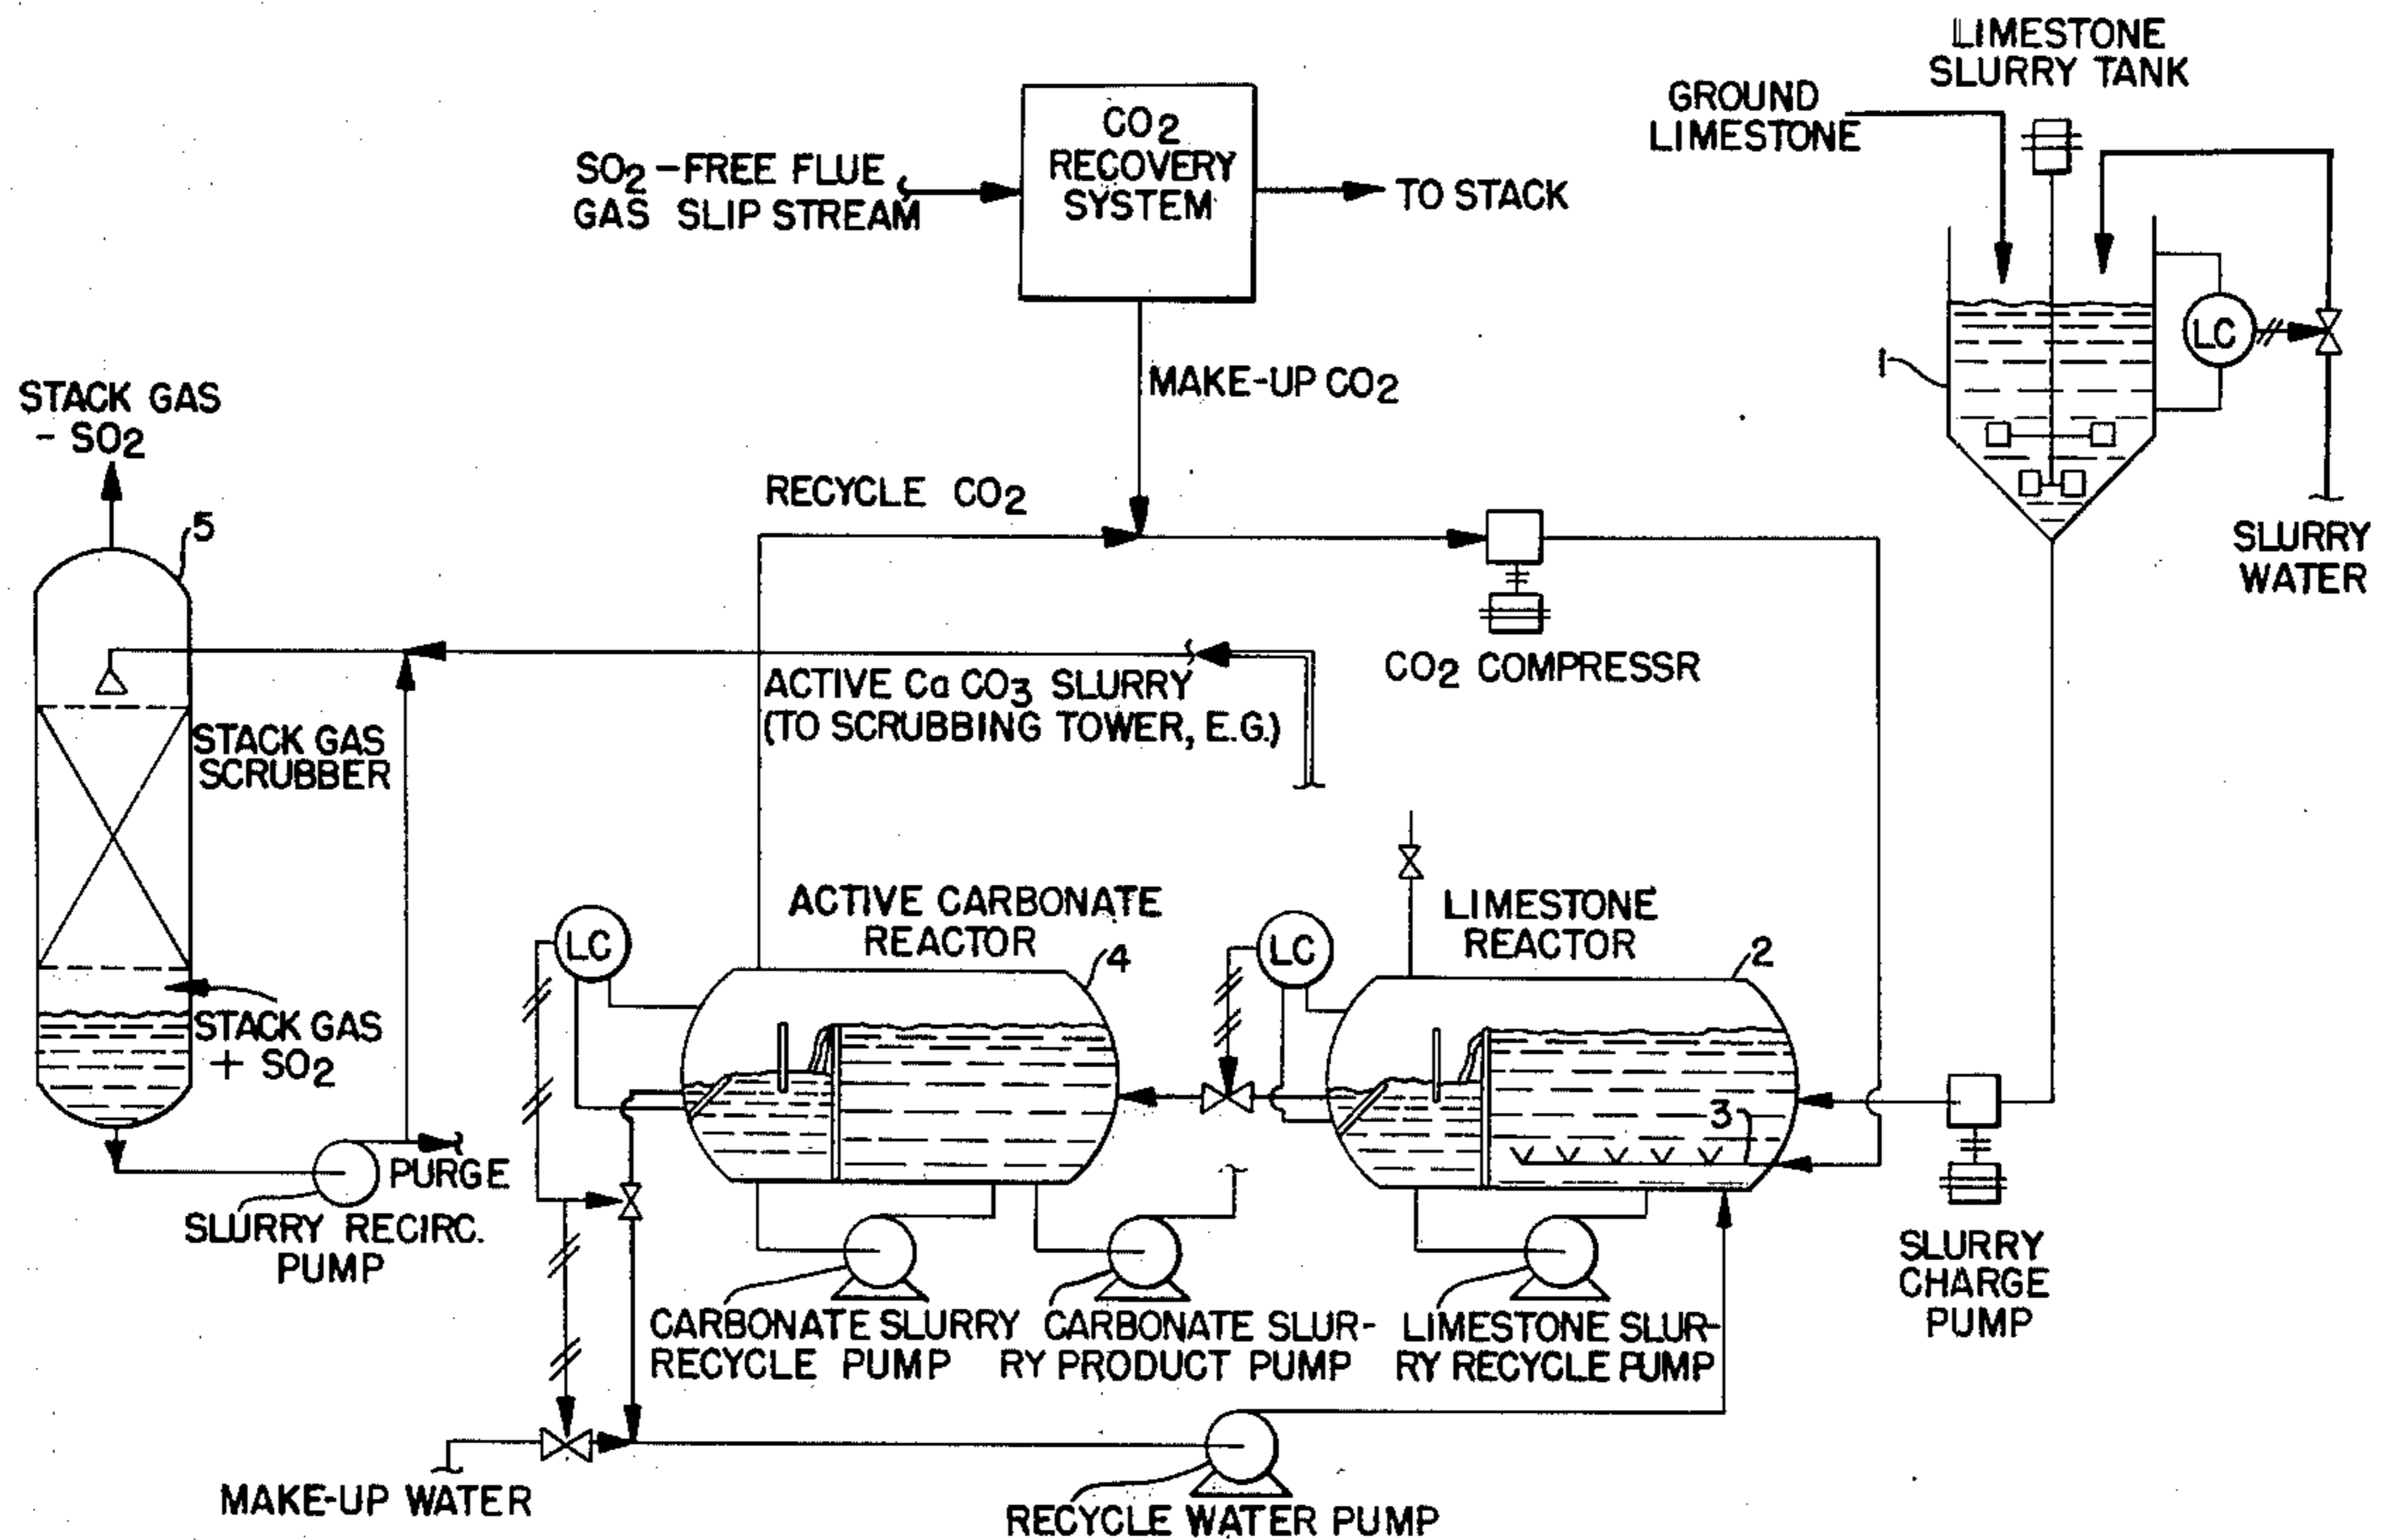 LIMESTONE
SLURRY TANK
GROUND
LIMESTONE
CO2
RECOVERY
SYSTEM
SO2-FREE FLUE
GAS SLIP STREAM
TO STACK
LC
1
MAKE-UP CO2
STACK GAS
- SO2
RECYCLE CO2
5
SLURRY
WATER
CO2 COMPRESSR
ACTIVE CaCO3 SLURRY
(TO SCRUBBING TOWER, E.G.)
STACK GAS
SCRUBBER
ACTIVE CARBONATE
REACTOR
LIMESTONE
REACTOR
LC
4
LC
2
STACK GAS
+ SO2
3
PURGE
SLURRY RECIRC.
PUMP
SLURRY
CHARGE
PUMP
CARBONATE SLURRY
RECYCLE PUMP
CARBONATE SLUR-
RY PRODUCT PUMP
LIMESTONE SLUR-
RY RECYCLE PUMP
MAKE-UP WATER
RECYCLE WATER PUMP